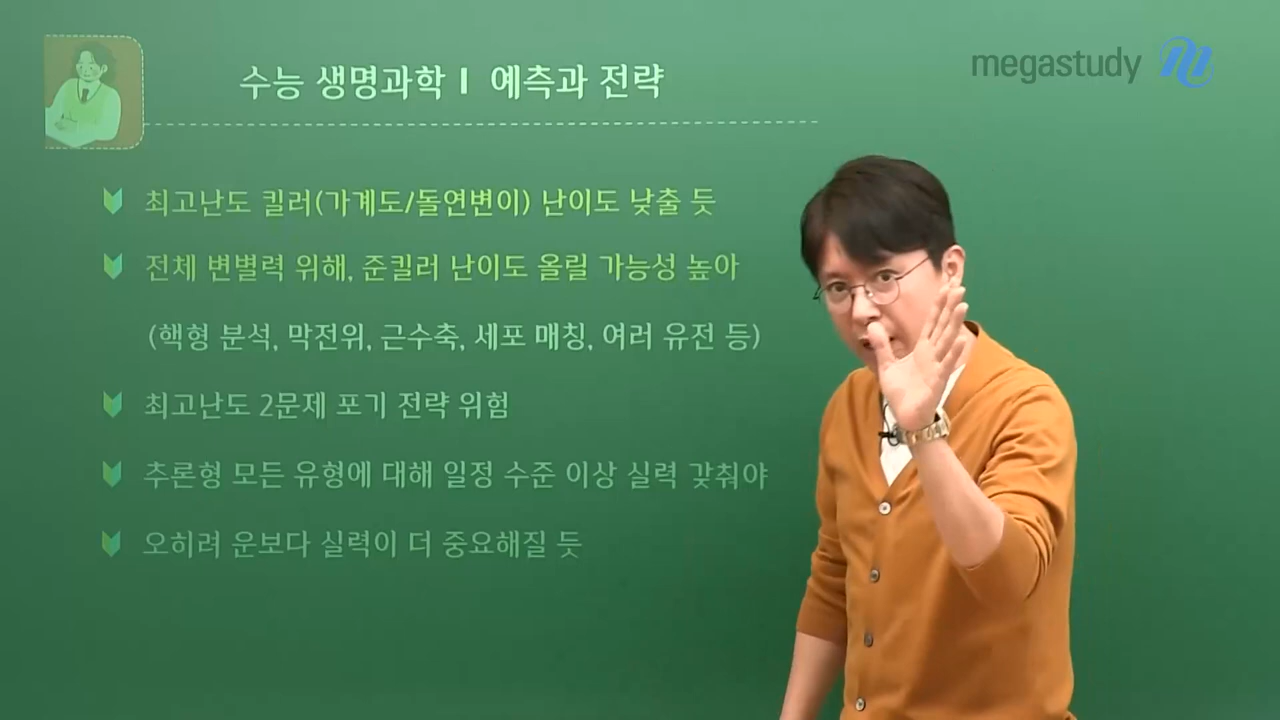 수능 생명과학 I 예측과 전략
megastudy
최고난도 킬러(가계도/돌연변이) 난이도 낮출 듯
전체 변별력 위해, 준킬러 난이도 올릴 가능성 높아
(핵형 분석, 막전위, 근수축, 세포 매칭, 여러 유전 등)
최고난도 2문제 포기 전략 위험
추론형 모든 유형에 대해 일정 수준 이상 실력 갖춰야
오히려 운보다 실력이 더 중요해질 듯